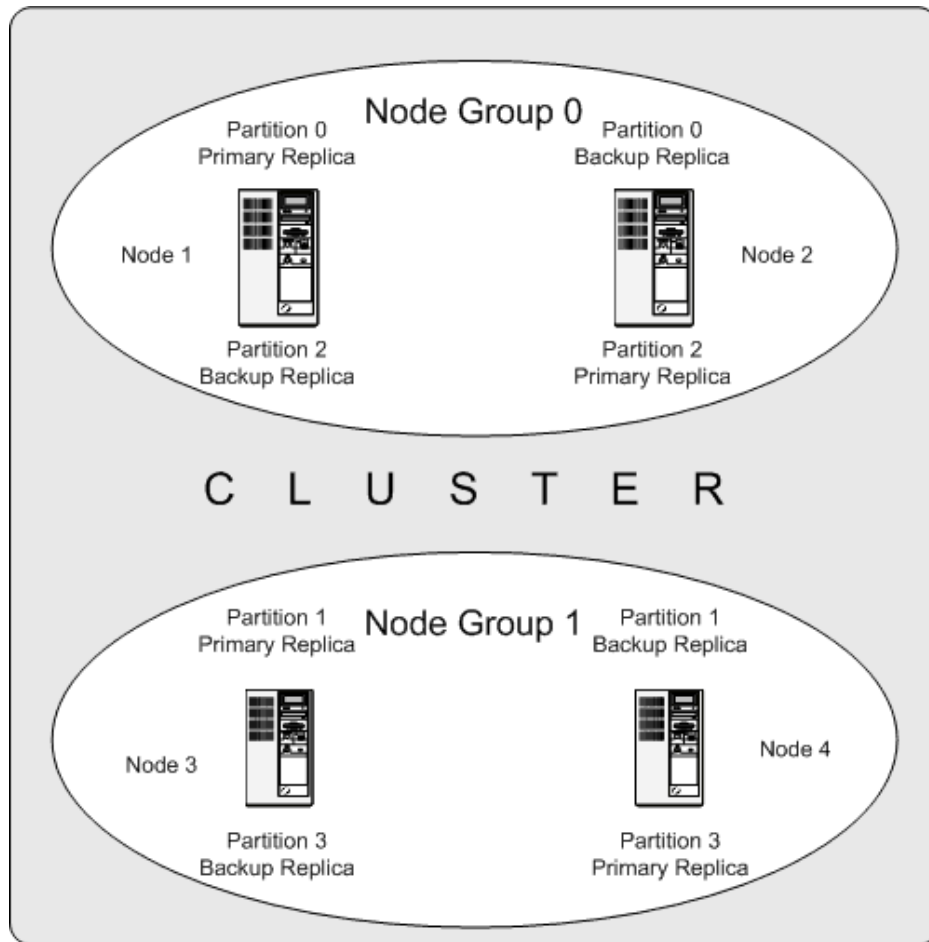 Node Group 0
Partition 0
Primary Replica
Partition 0
Backup Replica
Node 1
Node 2
Partition 2
Backup Replica
Partition 2
Primary Replica
C L U S T E R
Node Group 1
Partition 1
Primary Replica
Partition 1
Backup Replica
Node 3
Node 4
Partition 3
Backup Replica
Partition 3
Primary Replica